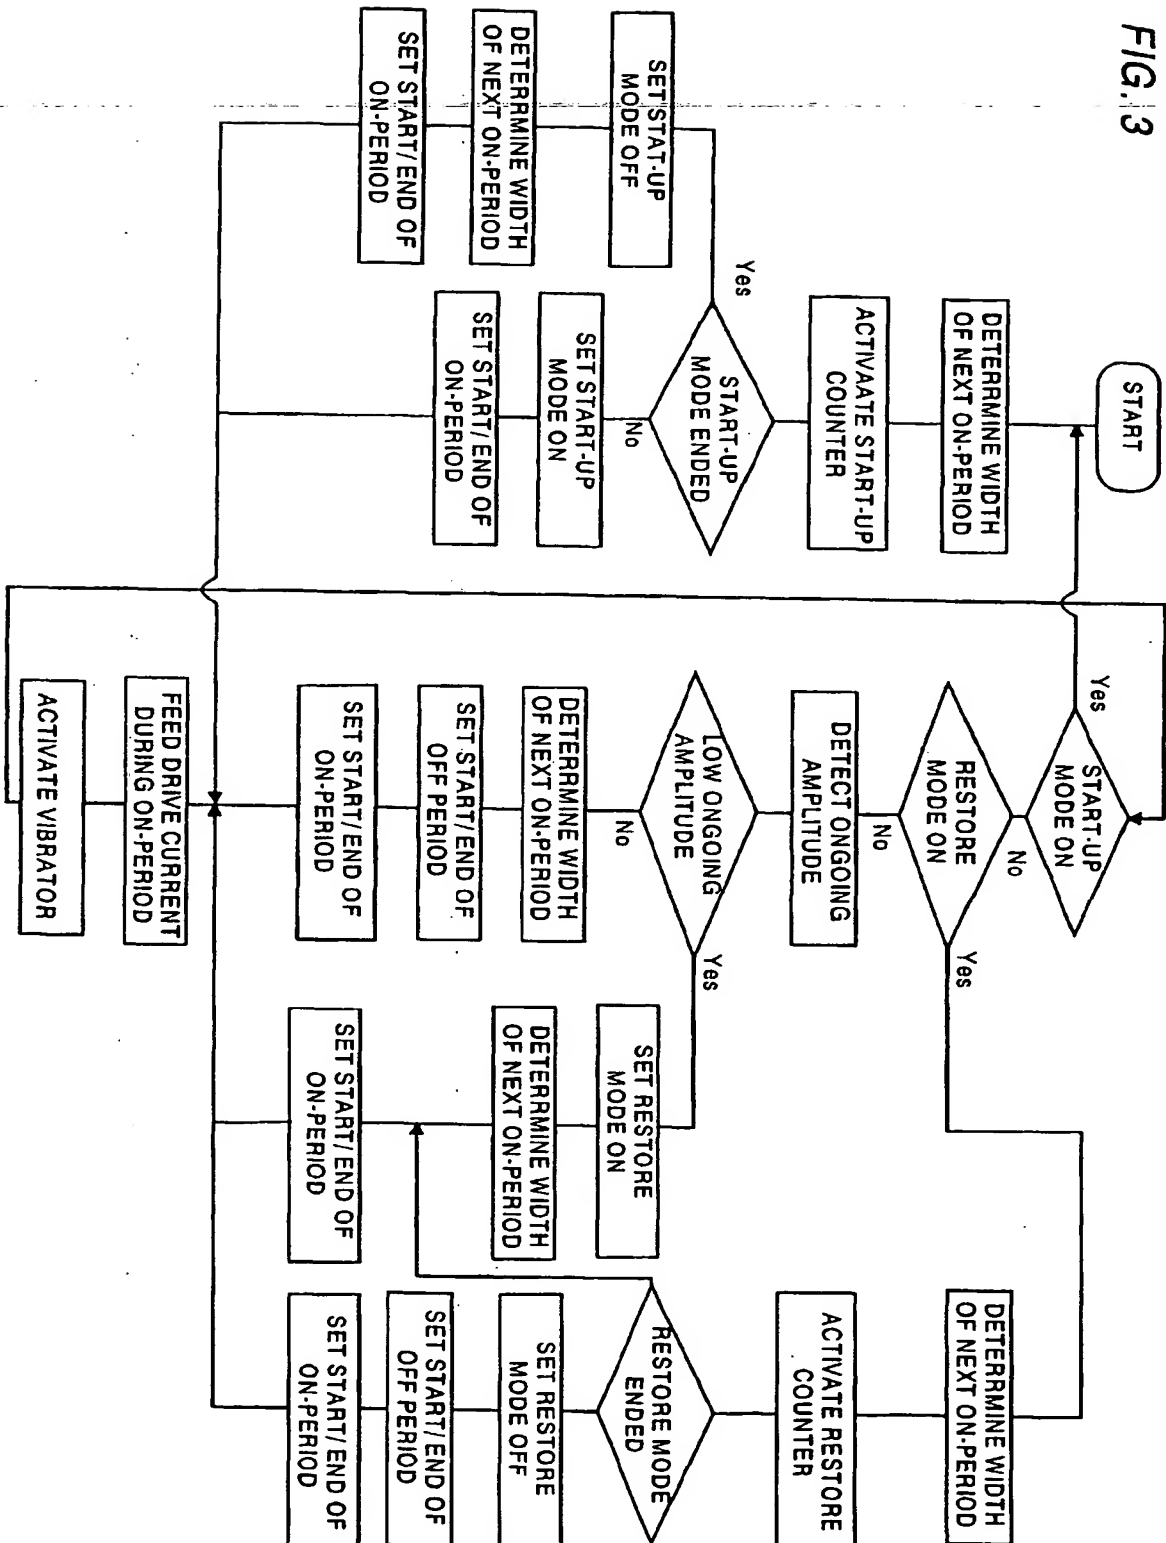 FIG. 3
START
DETERRMINE WIDTH
OF NEXT ON-PERIOD
ACTIVAATE START-UP
COUNTER
START-UP
MODE ENDED
Yes
No
SET STAT-UP
MODE OFF
DETERRMINE WIDTH
OF NEXT ON-PERIOD
SET START/ END OF
ON-PERIOD
SET START-UP
MODE ON
SET START/ END OF
ON-PERIOD
START-UP
MODE ON
Yes
No
RESTORE
MODE ON
Yes
No
DETECT ONGOING
AMPLITUDE
LOW ONGOING
AMPLITUDE
Yes
No
DETERRMINE WIDTH
OF NEXT ON-PERIOD
SET START/ END OF
OFF PERIOD
SET START/ END OF
ON-PERIOD
FEED DRIVE CURRENT
DURING ON-PERIOD
ACTIVATE VIBRATOR
SET RESTORE
MODE ON
DETERRMINE WIDTH
OF NEXT ON-PERIOD
SET START/ END OF
ON-PERIOD
DETERRMINE WIDTH
OF NEXT ON-PERIOD
ACTIVATE RESTORE
COUNTER
RESTORE MODE
ENDED
SET RESTORE
MODE OFF
SET START/ END OF
OFF PERIOD
SET START/ END OF
ON-PERIOD